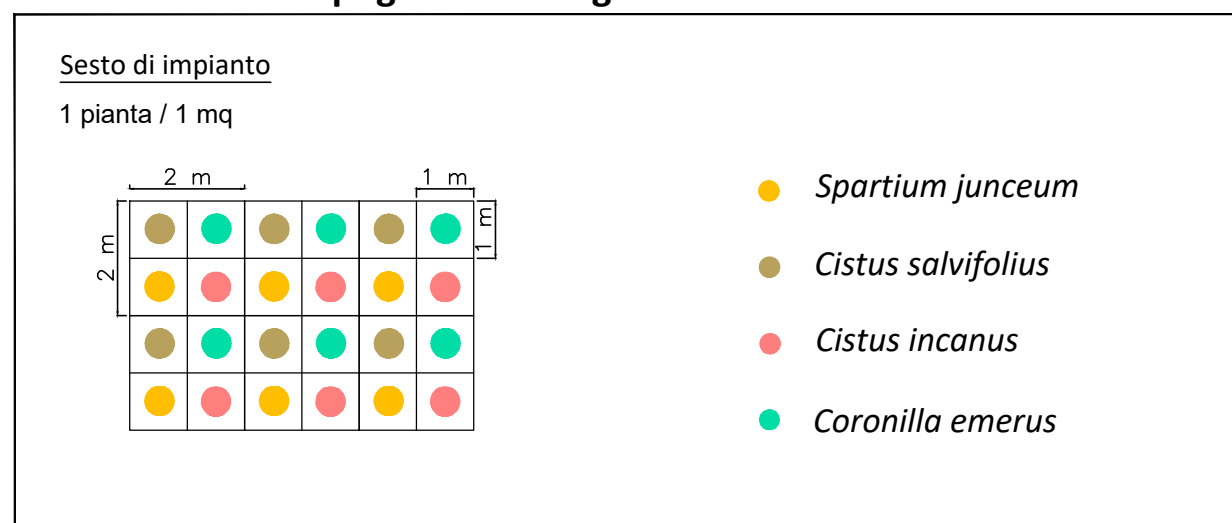 Sesto di impianto
1 pianta / 1 mq
2 m
1 m
1 m
2 m
Spartium junceum
Cistus salvifolius
Cistus incanus
Coronilla emerus